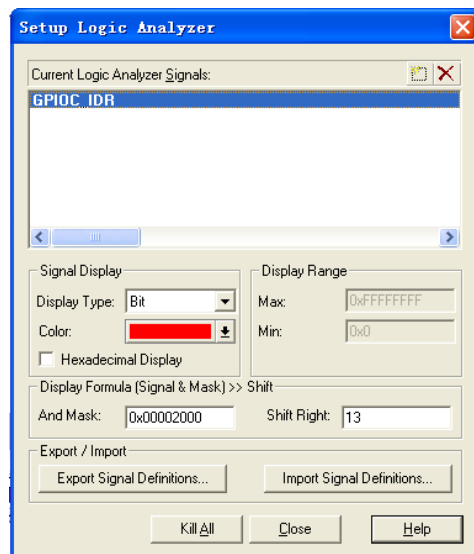 Setup Logic Analyzer
Current Logic Analyzer Signals:
GPIOC_IDR
Signal Display
Display Type: Bit
Color:
Hexadecimal Display
Display Range
Max: 0xFFFFFFFF
Min: 0x0
Display Formula (Signal & Mask) >> Shift
And Mask: 0x00002000 Shift Right: 13
Export / Import
Export Signal Definitions... Import Signal Definitions...
Kill All Close Help